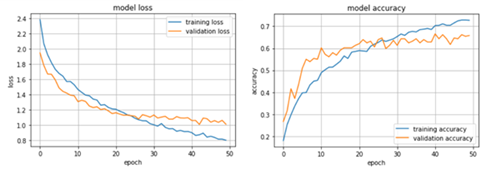 model loss
training loss
validation loss
2.4
2.2
2.0
1.8
1.6
1.4
1.2
1.0
0.8
loss
0 10 20 30 40 50
epoch
model accuracy
0.7
0.6
0.5
0.4
0.3
0.2
accuracy
training accuracy
validation accuracy
0 10 20 30 40 50
epoch